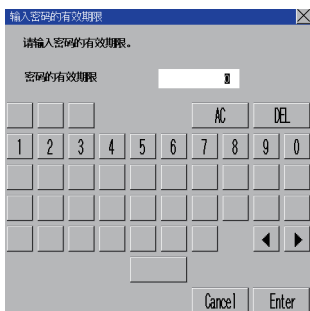 输入密码的有效期限
请输入密码的有效期限。
密码的有效期限 0
AC DEL
1 2 3 4 5 6 7 8 9 0
Cancel Enter